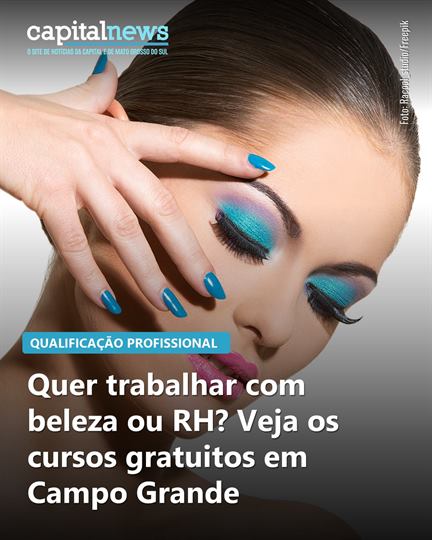 capitalnews
O SITE DE NOTÍCIAS DA CAPITAL E DE MATO GROSSO DO SUL
Foto: Racool_studio/Freepik
QUALIFICAÇÃO PROFISSIONAL
Quer trabalhar com
beleza ou RH? Veja os
cursos gratuitos em
Campo Grande